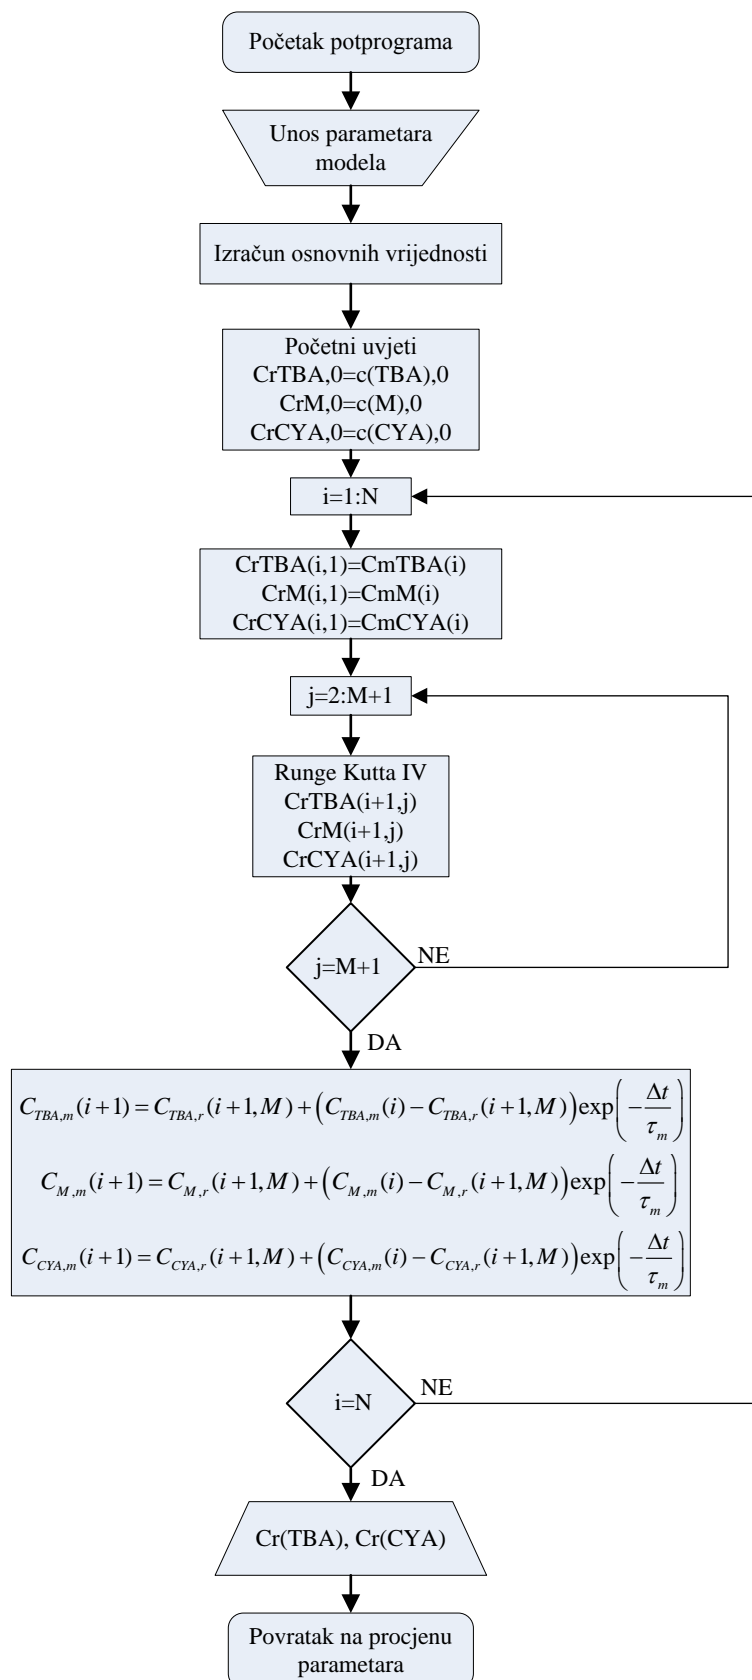 Početak potprograma
Unos parametara
modela
Izračun osnovnih vrijednosti
Početni uvjeti
CrTBA,0=c(TBA),0
CrM,0=c(M),0
CrCYA,0=c(CYA),0
i=1:N
CrTBA(i,1)=CmTBA(i)
CrM(i,1)=CmM(i)
CrCYA(i,1)=CmCYA(i)
j=2:M+1
Runge Kutta IV
CrTBA(i+1,j)
CrM(i+1,j)
CrCYA(i+1,j)
j=M+1
NE
DA
C_{TBA,m}(i+1) = C_{TBA,r}(i+1,M) + (C_{TBA,m}(i) − C_{TBA,r}(i+1,M)) exp(−Δt/τ_m)
C_{M,m}(i+1) = C_{M,r}(i+1,M) + (C_{M,m}(i) − C_{M,r}(i+1,M)) exp(−Δt/τ_m)
C_{CYA,m}(i+1) = C_{CYA,r}(i+1,M) + (C_{CYA,m}(i) − C_{CYA,r}(i+1,M)) exp(−Δt/τ_m)
i=N
NE
DA
Cr(TBA), Cr(CYA)
Povratak na procjenu
parametara